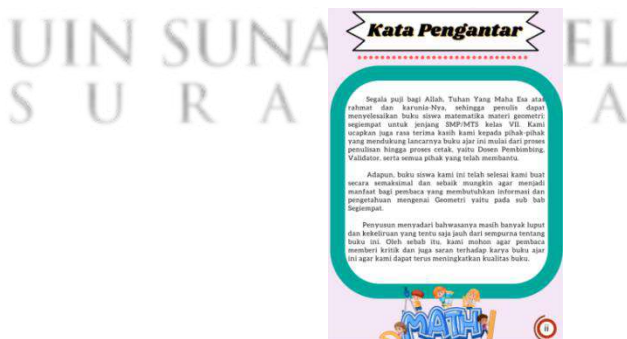 UIN SUNA EL
S U R A A
Kata Pengantar
Segala puji bagi Allah, Tuhan Yang Maha Esa atas
rahmat dan karunia-Nya, sehingga penulis dapat
menyelesaikan buku siswa matematika materi geometri:
segiempat untuk jenjang SMP/MTS kelas VII. Kami
ucapkan juga rasa terima kasih kami kepada pihak-pihak
yang mendukung lancarnya buku ajar ini mulai dari proses
penulisan hingga proses cetak, yaitu Dosen Pembimbing,
Validator, serta semua pihak yang telah membantu.
Adapun, buku siswa kami ini telah selesai kami buat
secara semaksimal dan sebaik mungkin agar menjadi
manfaat bagi pembaca yang membutuhkan informasi dan
pengetahuan mengenai Geometri yaitu pada sub bab
Segiempat.
Penyusun menyadari bahwasanya masih banyak luput
dan kekeliruan yang tentu saja jauh dari sempurna tentang
buku ini. Oleh sebab itu, kami mohon agar pembaca
memberi kritik dan juga saran terhadap karya buku ajar
ini agar kami dapat terus meningkatkan kualitas buku.
MATH
ii